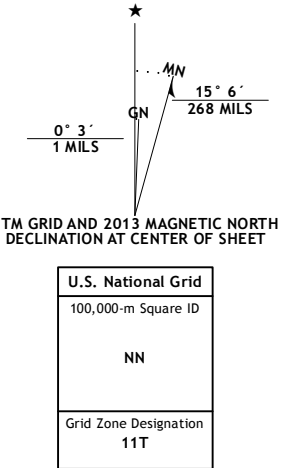 ★
MN
GN
15° 6´
268 MILS
0° 3´
1 MILS
TM GRID AND 2013 MAGNETIC NORTH
DECLINATION AT CENTER OF SHEET
U.S. National Grid
100,000-m Square ID
NN
Grid Zone Designation
11T